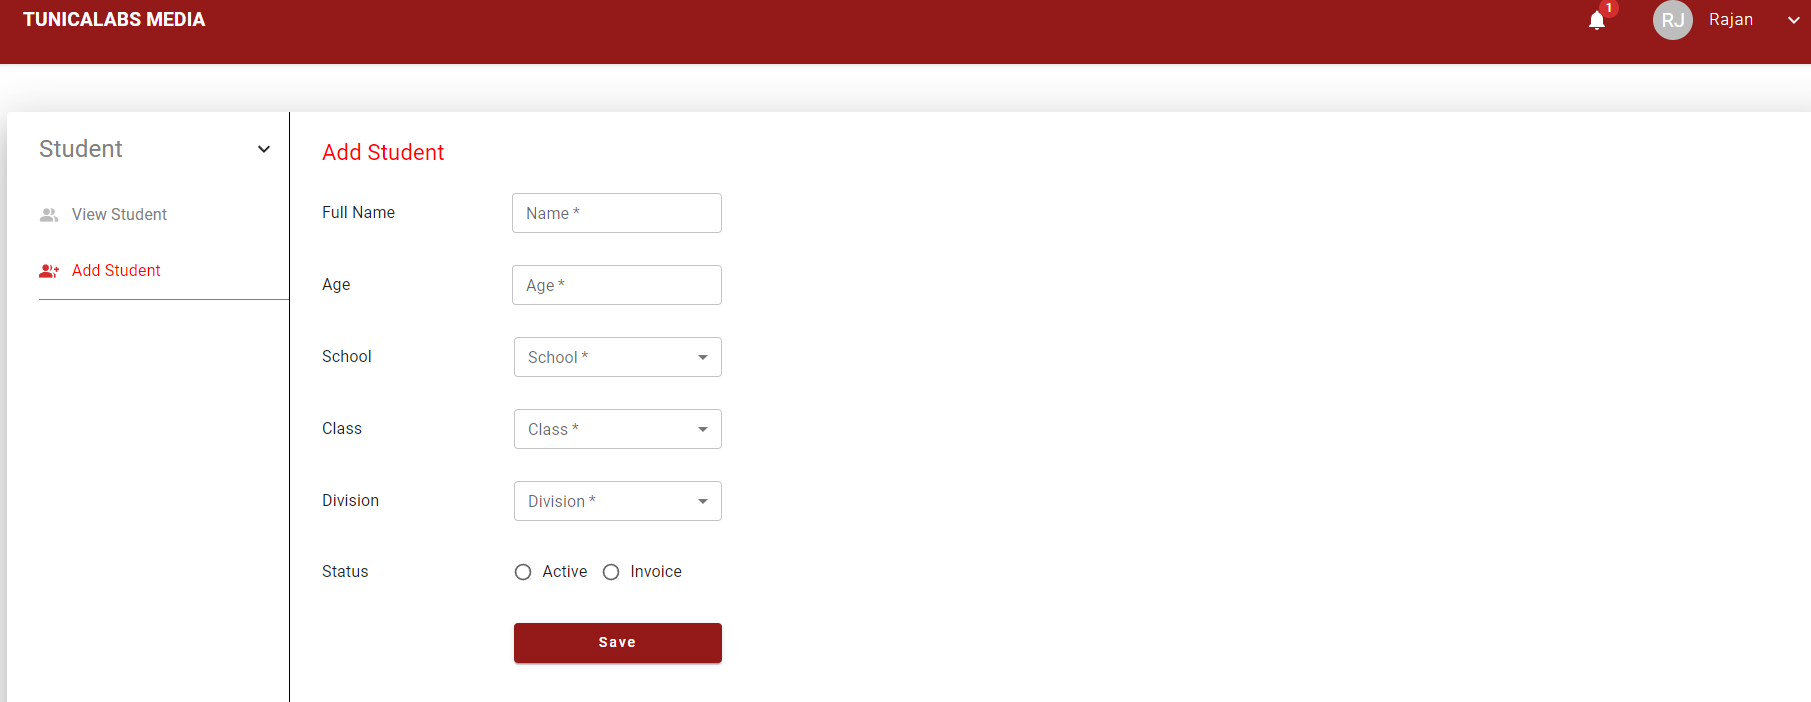 TUNICALABS MEDIA
1
RJ
Rajan
Student
View Student
Add Student
Add Student
Full Name
Name *
Age
Age *
School
School *
Class
Class *
Division
Division *
Status
Active
Invoice
Save